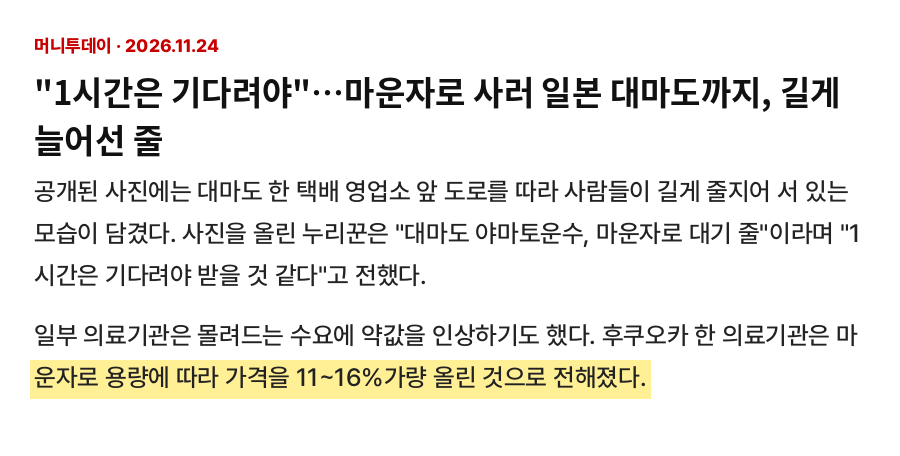 머니투데이 · 2026.11.24
"1시간은 기다려야"…마운자로 사러 일본 대마도까지, 길게
늘어선 줄
공개된 사진에는 대마도 한 택배 영업소 앞 도로를 따라 사람들이 길게 줄지어 서 있는
모습이 담겼다. 사진을 올린 누리꾼은 "대마도 야마토운수, 마운자로 대기 줄"이라며 "1
시간은 기다려야 받을 것 같다"고 전했다.
일부 의료기관은 몰려드는 수요에 약값을 인상하기도 했다. 후쿠오카 한 의료기관은 마
운자로 용량에 따라 가격을 11~16%가량 올린 것으로 전해졌다.